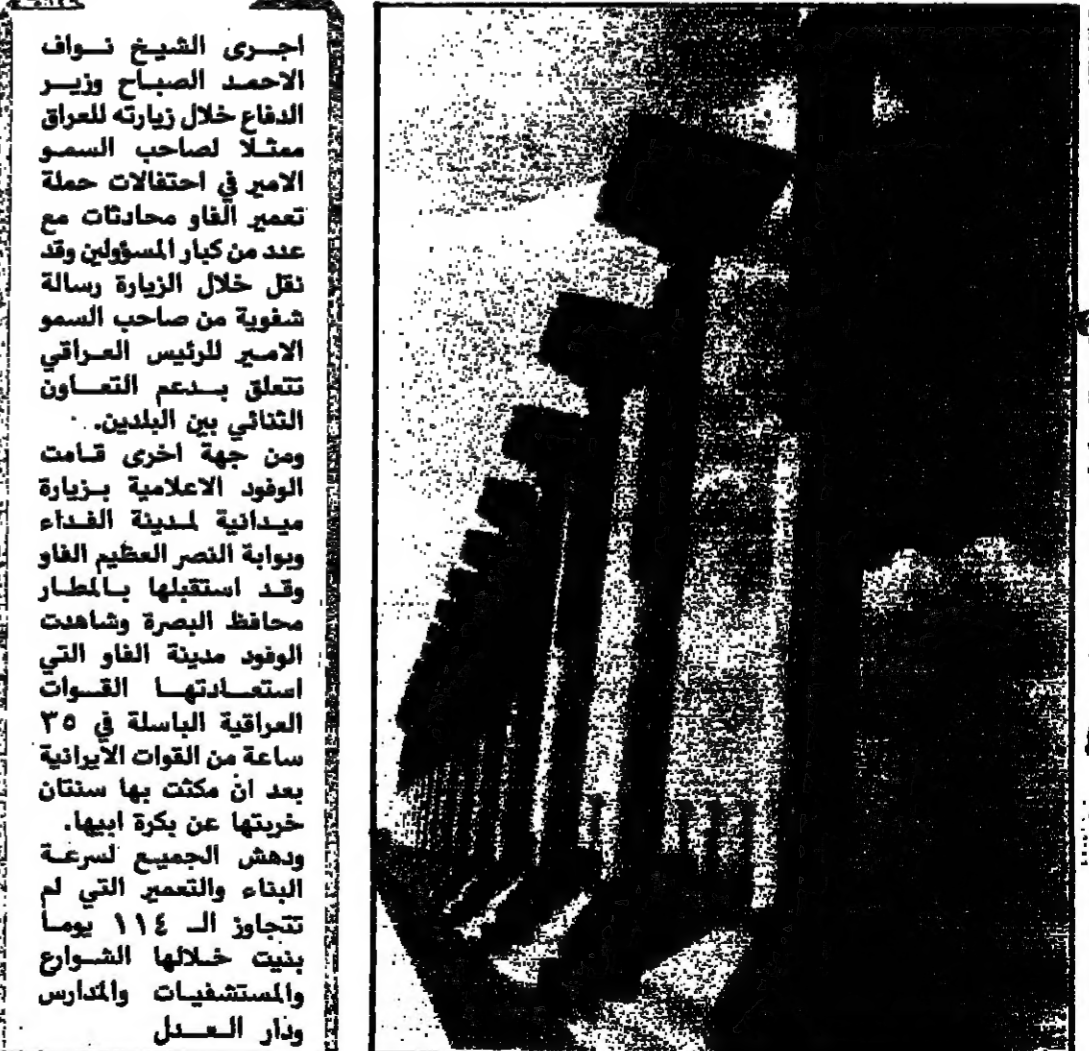 اجرى الشيخ نواف
الاحمد الصباح وزير
الدفاع خلال زيارته للعراق
ممثلا لصاحب السمو
الامير في احتفالات حملة
تعمير الفاو محادثات مع
عدد من كبار المسؤولين وقد
نقل خلال الزيارة رسالة
شفوية من صاحب السمو
الامير للرئيس العراقي
تتعلق بدعم التعاون
الثنائي بين البلدين.
ومن جهة اخرى قامت
الوفود الاعلامية بزيارة
ميدانية لمدينة الفداء
وبوابة النصر العظيم الفاو
وقد استقبلها بالمطار
محافظ البصرة وشاهدت
الوفود مدينة الفاو التي
استعادتها القوات
العراقية الباسلة في ٣٥
ساعة من القوات الايرانية
بعد ان مكثت بها سنتان
خربتها عن بكرة ابيها.
ودهش الجميع لسرعة
البناء والتعمير التي لم
تتجاوز الـ ١١٤ يوما
بنيت خلالها الشوارع
والمستشفيات والمدارس
ودار العدل